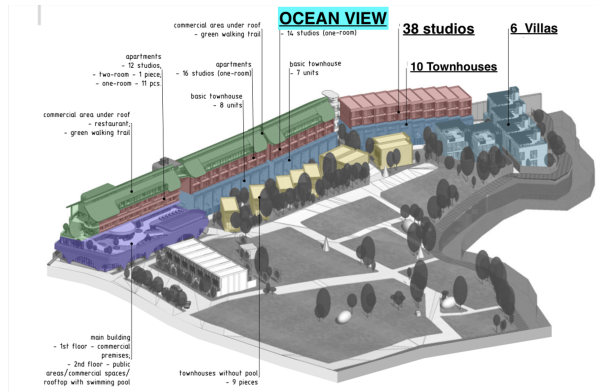 OCEAN VIEW
commercial area under roof
- green walking trail
- 14 studios (one-room)
38 studios
6 Villas
apartments
- 12 studios,
- two-room - 1 piece,
- one-room - 11 pcs.
apartments
- 16 studios (one-room)
basic townhouse
- 7 units
10 Townhouses
basic townhouse
- 8 units
commercial area under roof
- restaurant;
- green walking trail
main building
- 1st floor - commercial
premises;
- 2nd floor - public
areas/commercial spaces/
rooftop with swimming pool
townhouses without pool
- 9 pieces